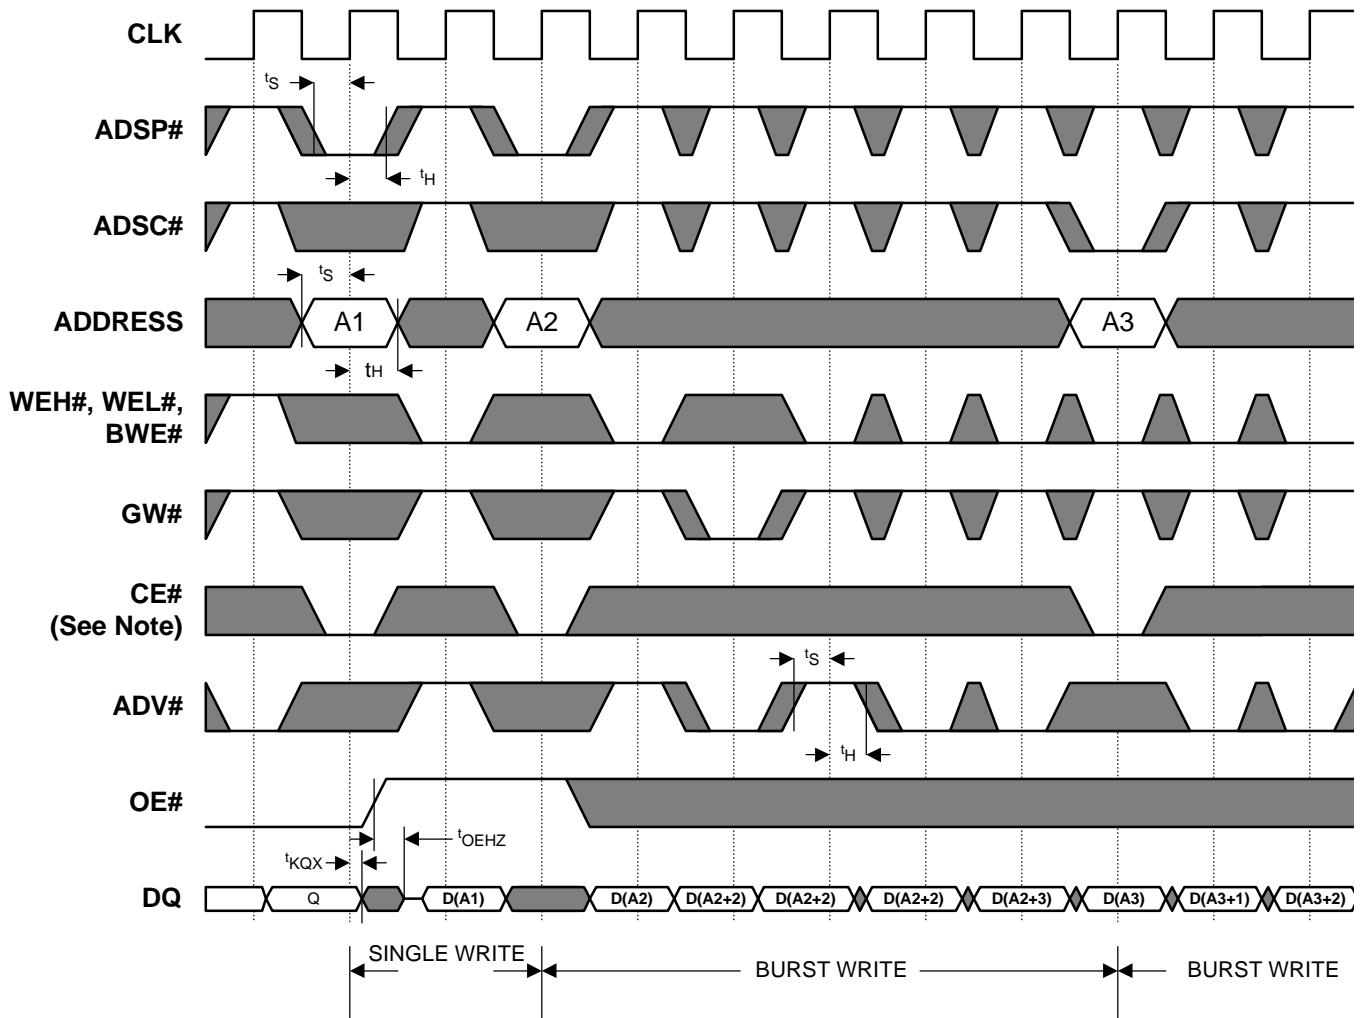 CLK
tS
ADSP#
tH
ADSC#
tS
ADDRESS A1 A2 A3
tH
WEH#, WEL#,
BWE#
GW#
CE#
(See Note)
tS
ADV#
tH
OE#
tOEHZ
tKQX
DQ Q D(A1) D(A2) D(A2+2) D(A2+2) D(A2+2) D(A2+3) D(A3) D(A3+1) D(A3+2)
SINGLE WRITE BURST WRITE BURST WRITE